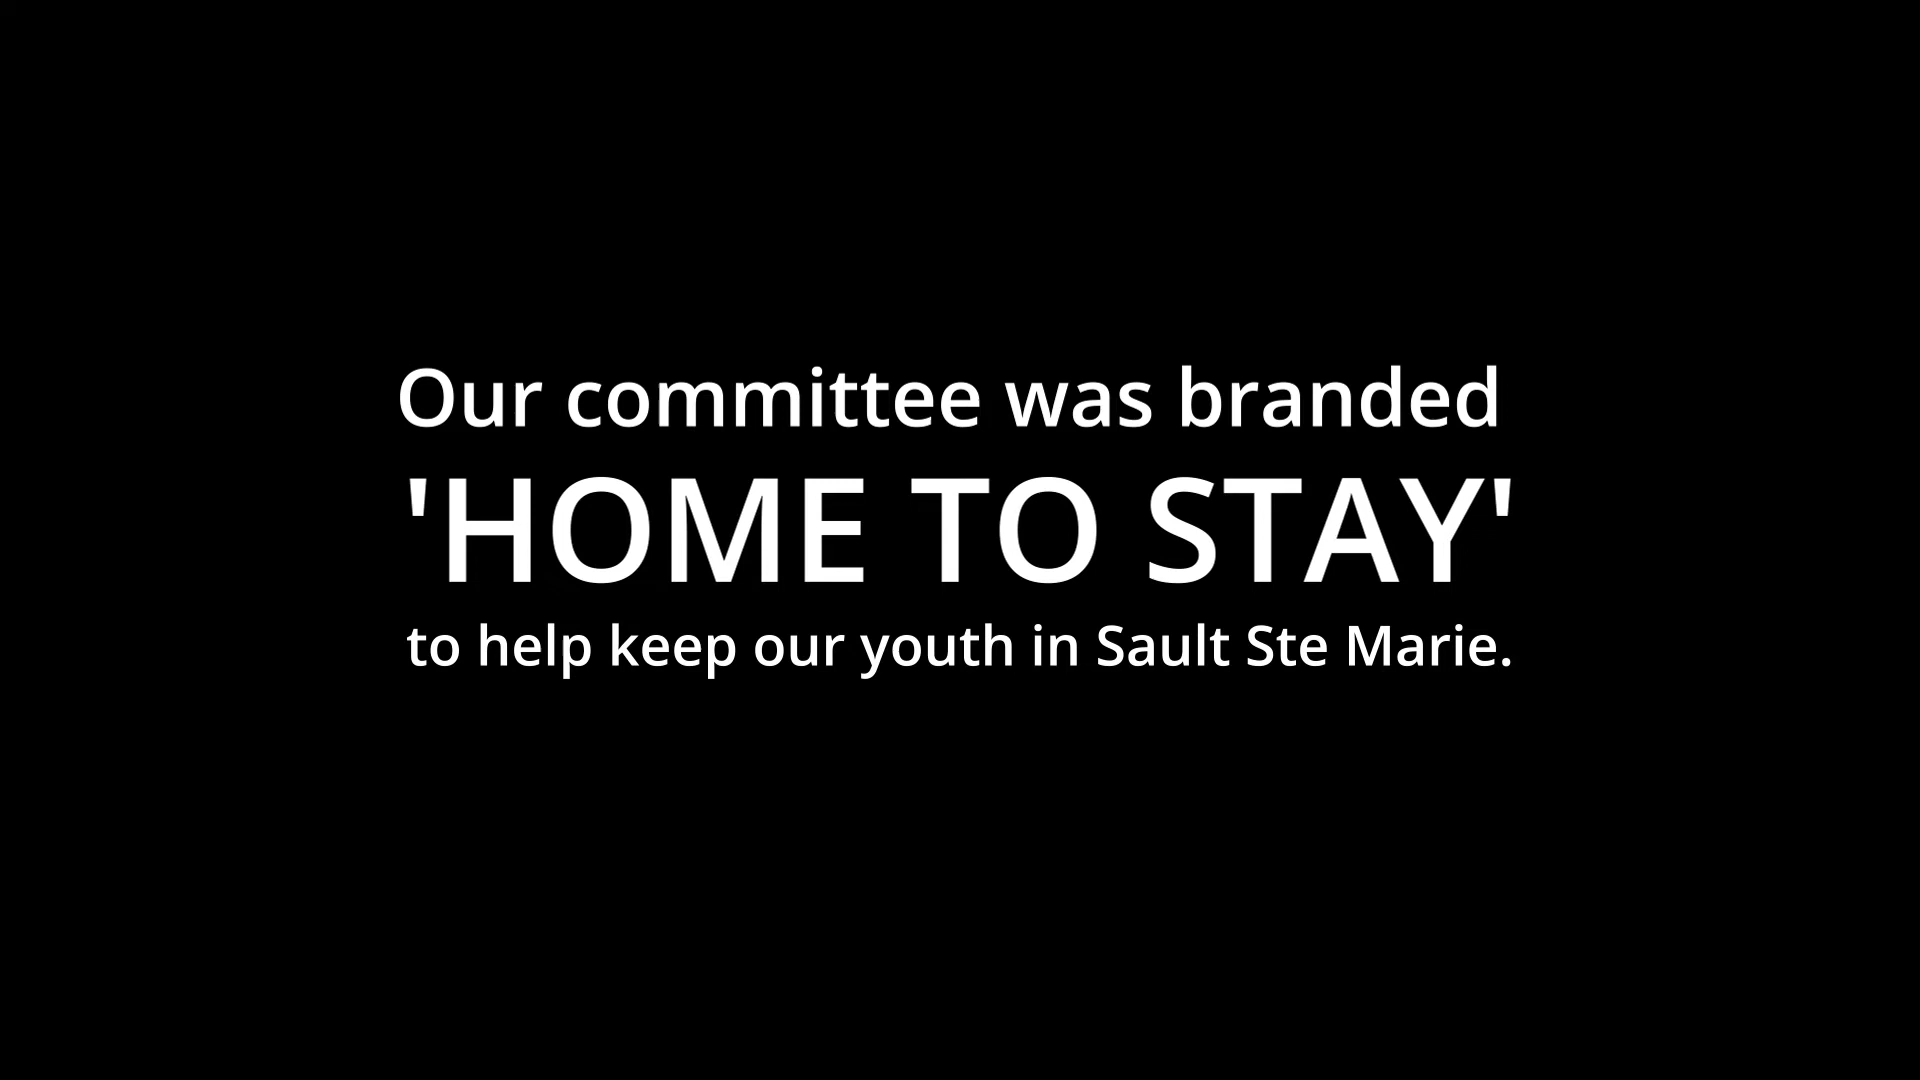 Our committee was branded
'HOME TO STAY'
to help keep our youth in Sault Ste Marie.